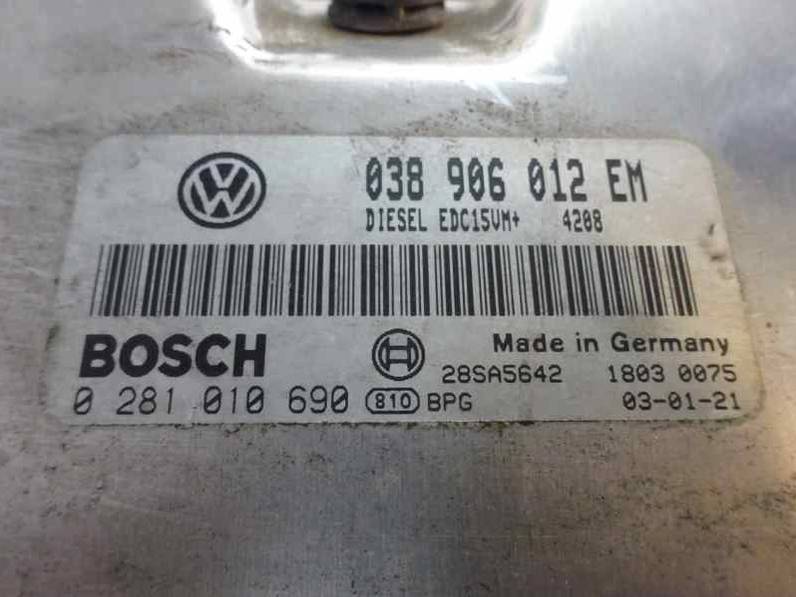 VW
038 906 012 EM
DIESEL EDC15VM+ 4208
BOSCH
Made in Germany
28SA5642 1803 0075
0 281 010 690 810 BPG 03-01-21